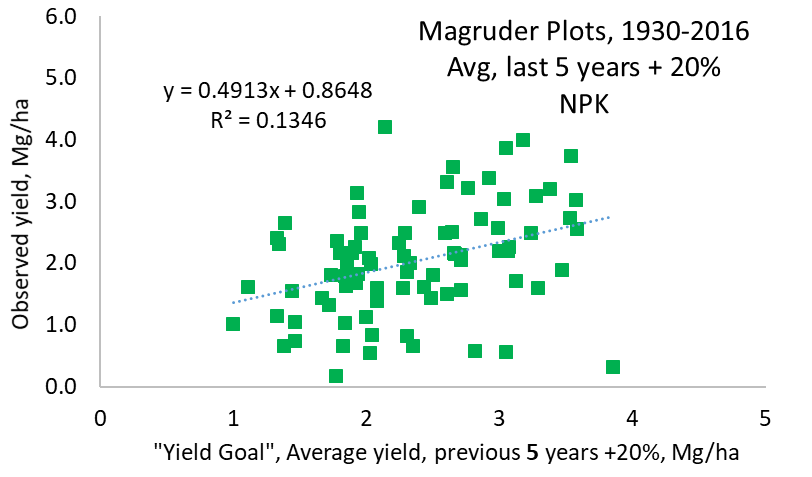 6.0
5.0
4.0
3.0
2.0
1.0
0.0
Observed yield, Mg/ha
Magruder Plots, 1930-2016
Avg, last 5 years + 20%
NPK
y = 0.4913x + 0.8648
R² = 0.1346
0 1 2 3 4 5
"Yield Goal", Average yield, previous 5 years +20%, Mg/ha